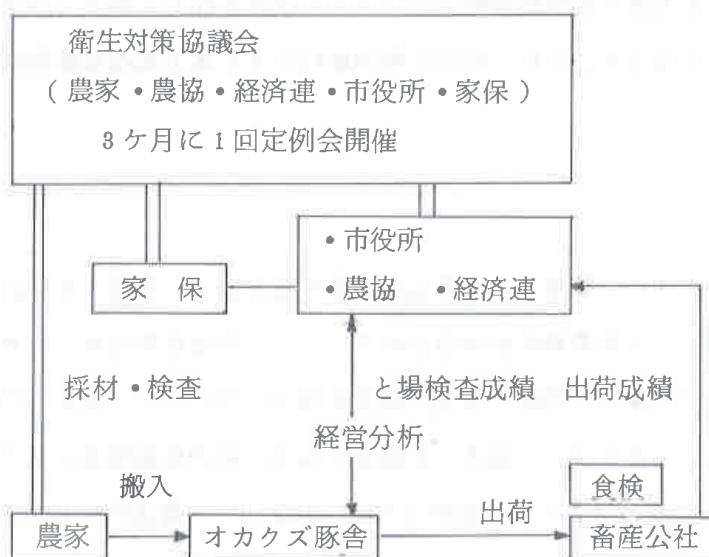 衛生対策協議会
(農家・農協・経済連・市役所・家保)
3ケ月に1回定例会開催
・市役所
家 保
・農協 ・経済連
採材・検査
と場検査成績 出荷成績
経営分析
搬入
食検
出荷
農家
オカクズ豚舎
畜産公社